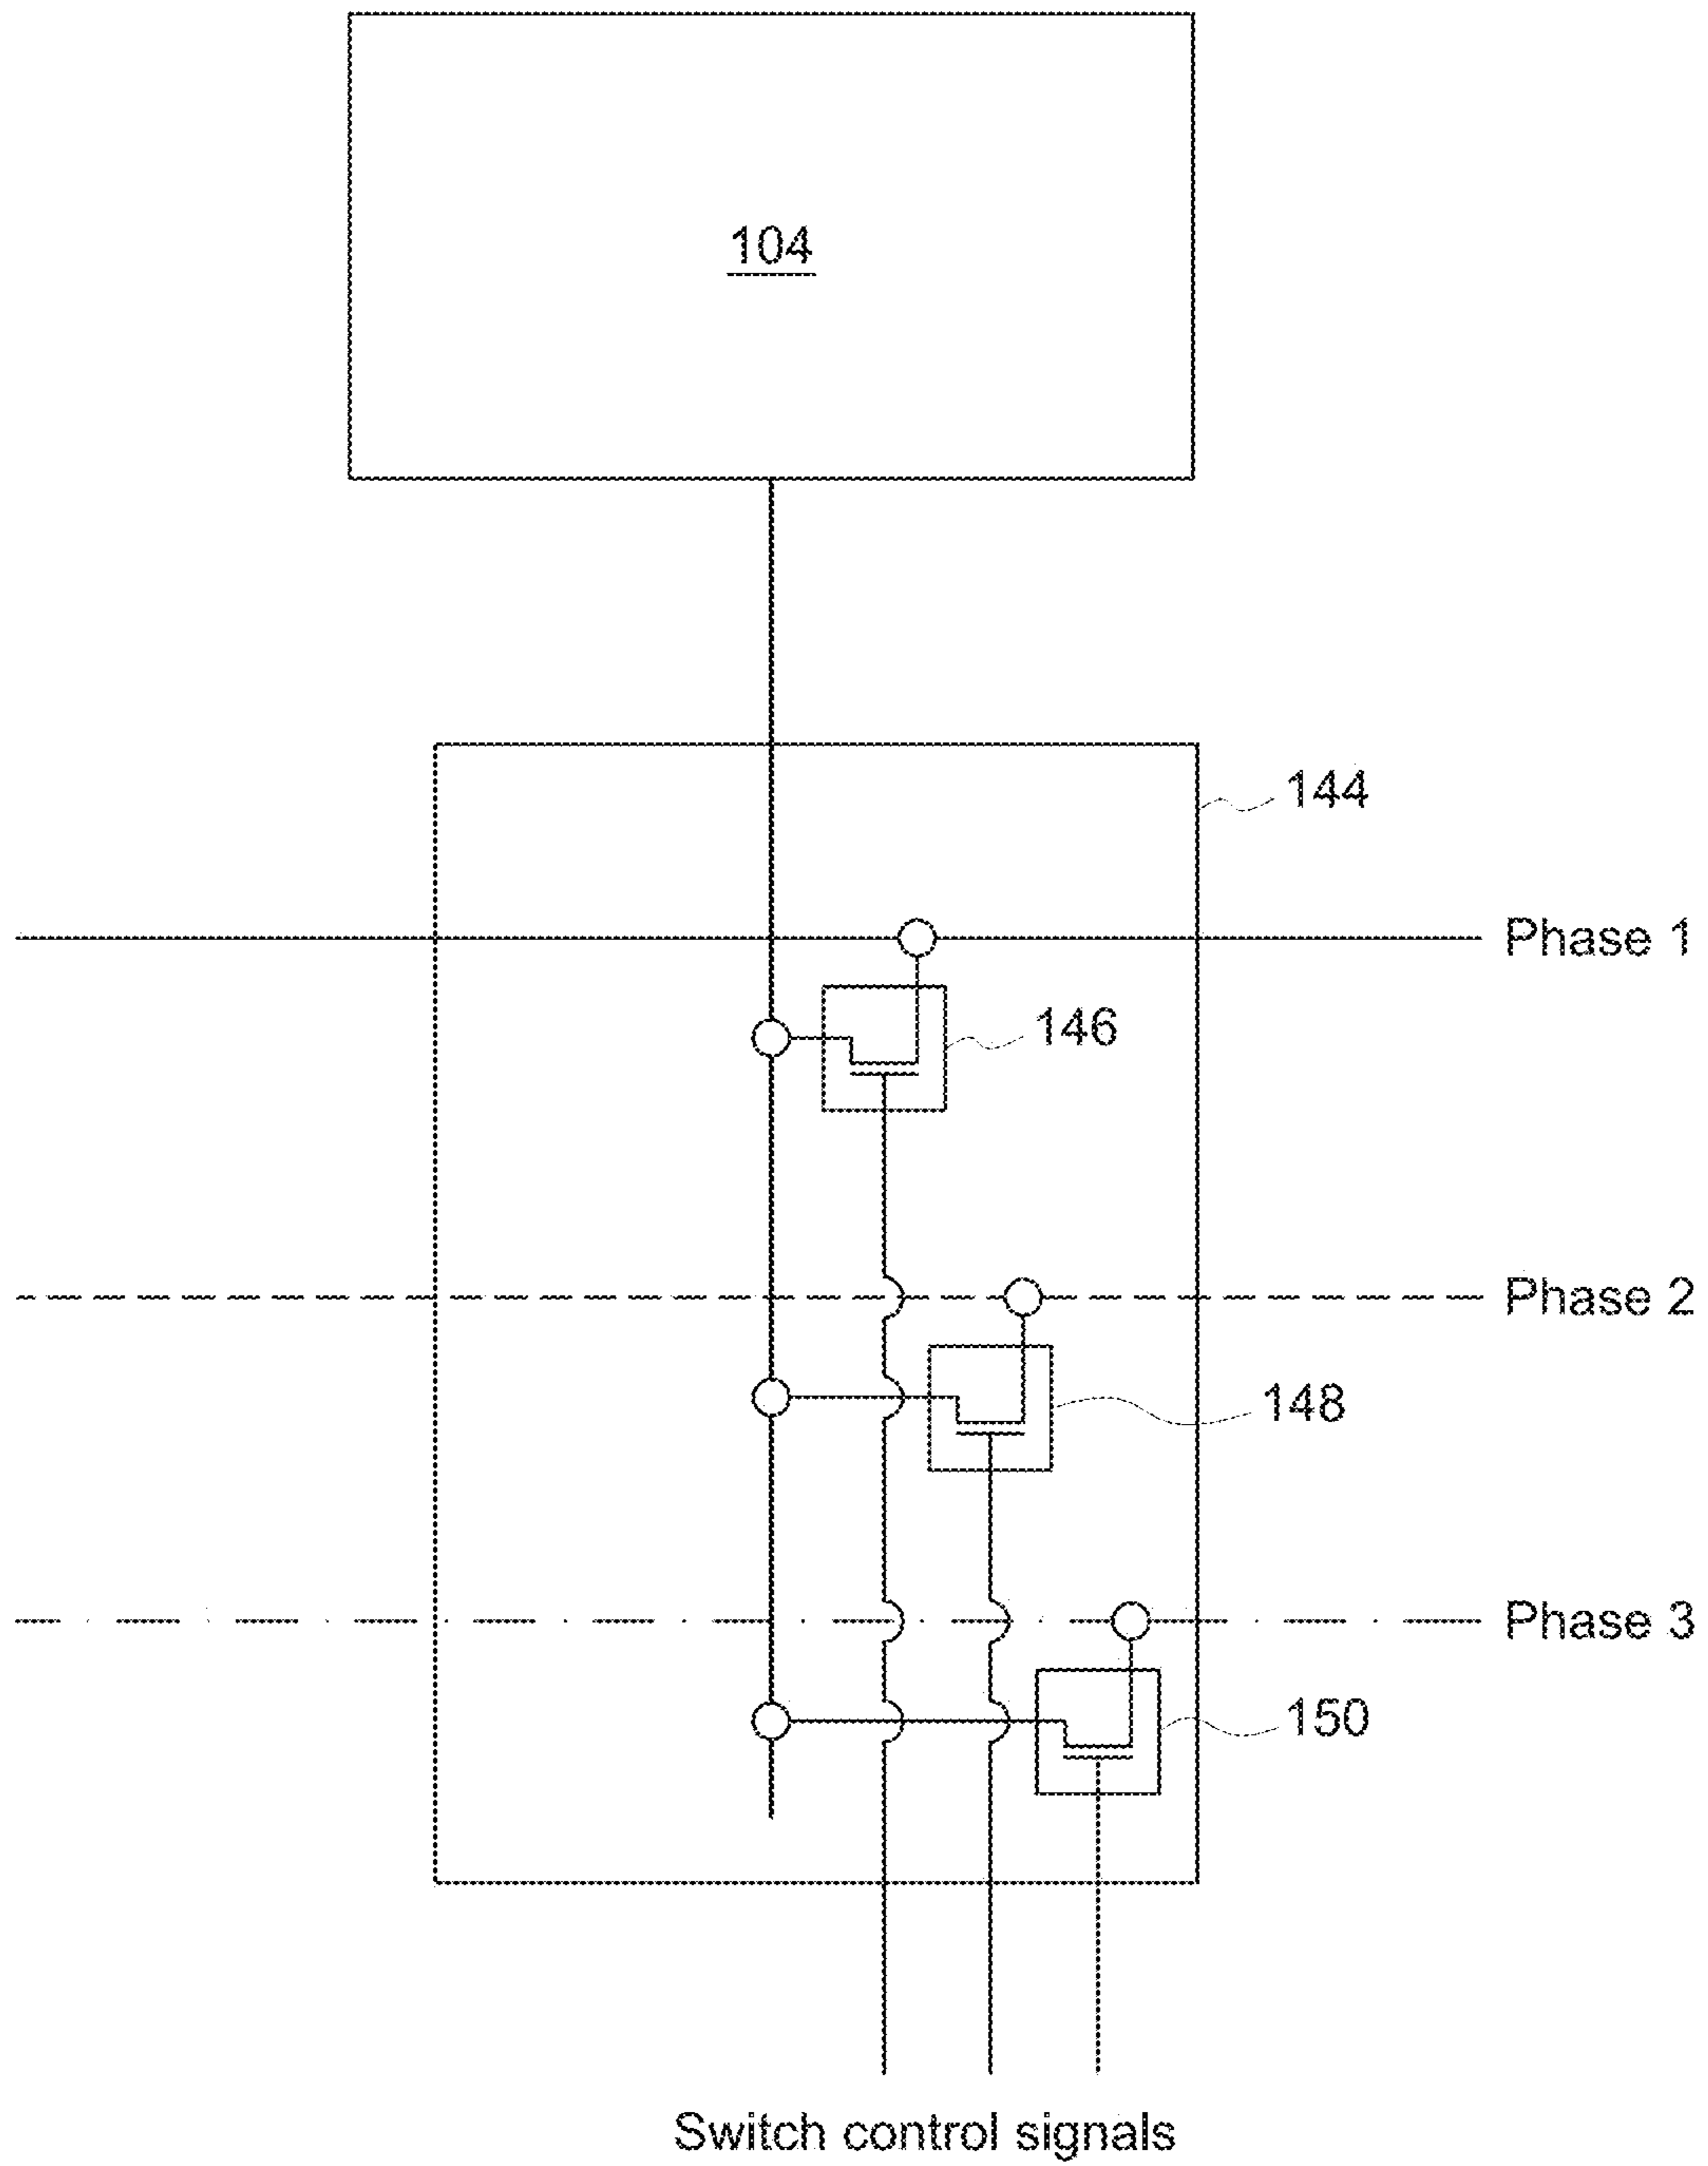 104
144
Phase 1
146
Phase 2
148
Phase 3
150
Switch control signals